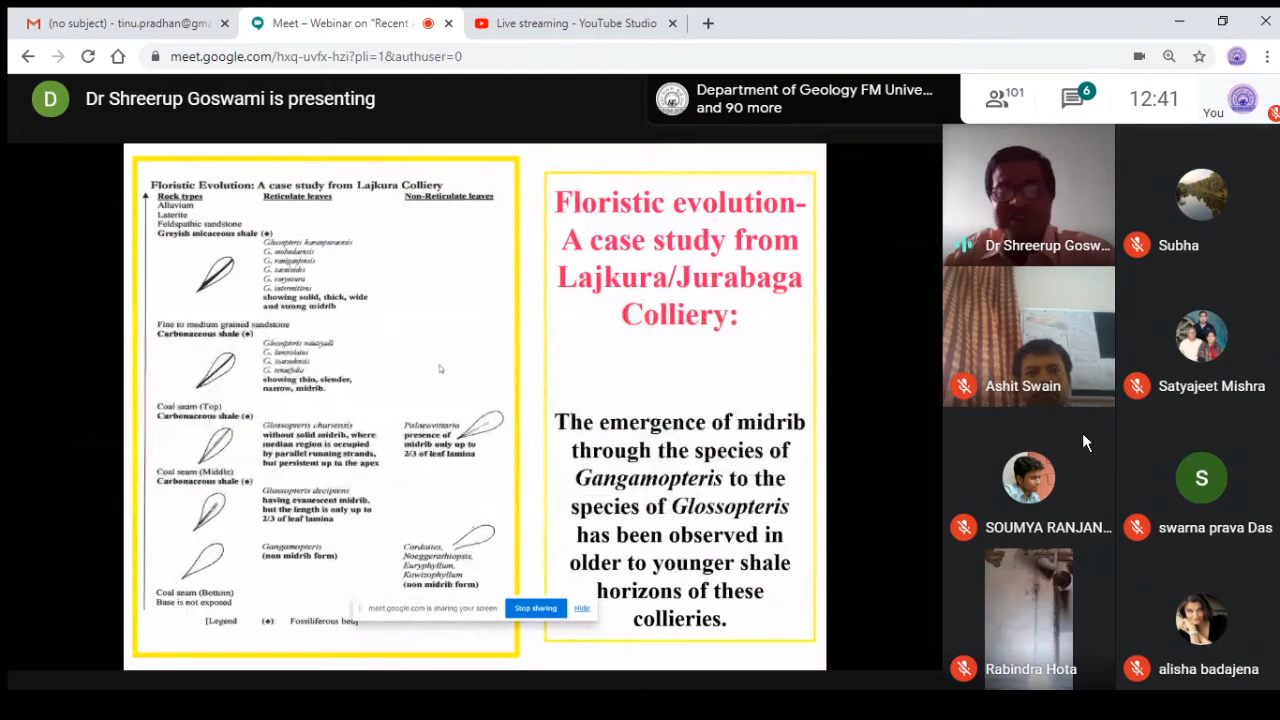 (no subject) - tinu.pradhan@gma
Meet – Webinar on "Recent
Live streaming - YouTube Studio
meet.google.com/hxq-uvfx-hzi?pli=1&authuser=0
D
Dr Shreerup Goswami is presenting
Department of Geology FM Unive...
and 90 more
101
6
12:41
You
Floristic Evolution: A case study from Lajkura Colliery
Rock types Reticulate leaves Non-Reticulate leaves
Alluvium
Laterite
Feldspathic sandstone
Greyish micaceous shale (♠)
Glossopteris karanpuraensis
G. mohudaensis
G. raniganjensis
G. taenioides
G. euryneura
G. intermittens
showing solid, thick, wide
and strong midrib
Fine to medium grained sandstone
Carbonaceous shale (♠)
Glossopteris nautiyalii
G. lanceolatus
G. searsolensis
G. tenuifolia
showing thin, slender,
narrow, midrib.
Coal seam (Top)
Carbonaceous shale (♠)
Glossopteris churiensis
without solid midrib, where
median region is occupied
by parallel running strands,
but persistent up to the apex
Palaeovittaria
presence of
midrib only up to
2/3 of leaf lamina
Coal seam (Middle)
Carbonaceous shale (♠)
Glossopteris decipiens
having evanescent midrib,
but the length is only up to
2/3 of leaf lamina
Gangamopteris
(non midrib form)
Cordaites,
Noeggerathiopsis,
Euryphyllum,
Kawizophyllum
(non midrib form)
Coal seam (Bottom)
Base is not exposed
[Legend (♠) Fossiliferous bed
meet.google.com is sharing your screen
Stop sharing
Hide
Floristic evolution-
A case study from
Lajkura/Jurabaga
Colliery:
The emergence of midrib
through the species of
Gangamopteris to the
species of Glossopteris
has been observed in
older to younger shale
horizons of these
collieries.
Dr Shreerup Gosw...
Subha
Ashit Swain
Satyajeet Mishra
SOUMYA RANJAN...
S
swarna prava Das
Rabindra Hota
alisha badajena